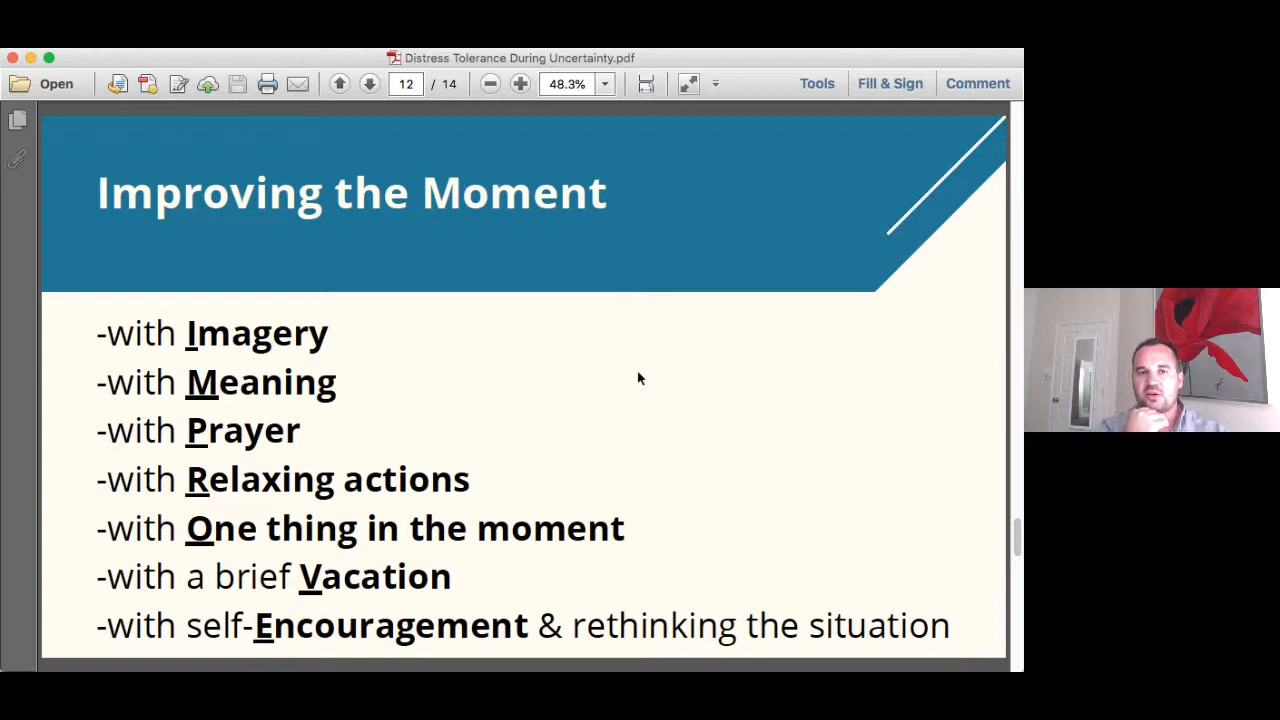 Distress Tolerance During Uncertainty.pdf
Open 12 / 14 48.3% Tools Fill & Sign Comment
Improving the Moment
-with Imagery
-with Meaning
-with Prayer
-with Relaxing actions
-with One thing in the moment
-with a brief Vacation
-with self-Encouragement & rethinking the situation